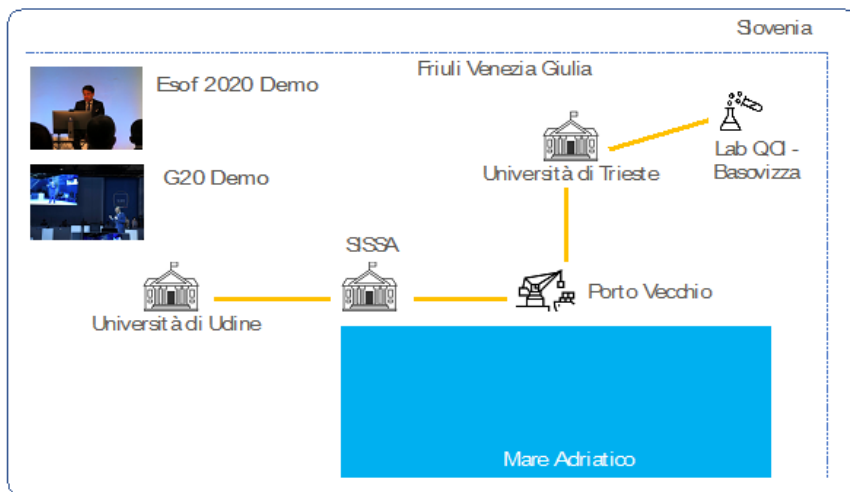 Slovenia
Friuli Venezia Giulia
Esof 2020 Demo
G20 Demo
Università di Trieste
Lab QCI -
Basovizza
SISSA
Porto Vecchio
Università di Udine
Mare Adriatico